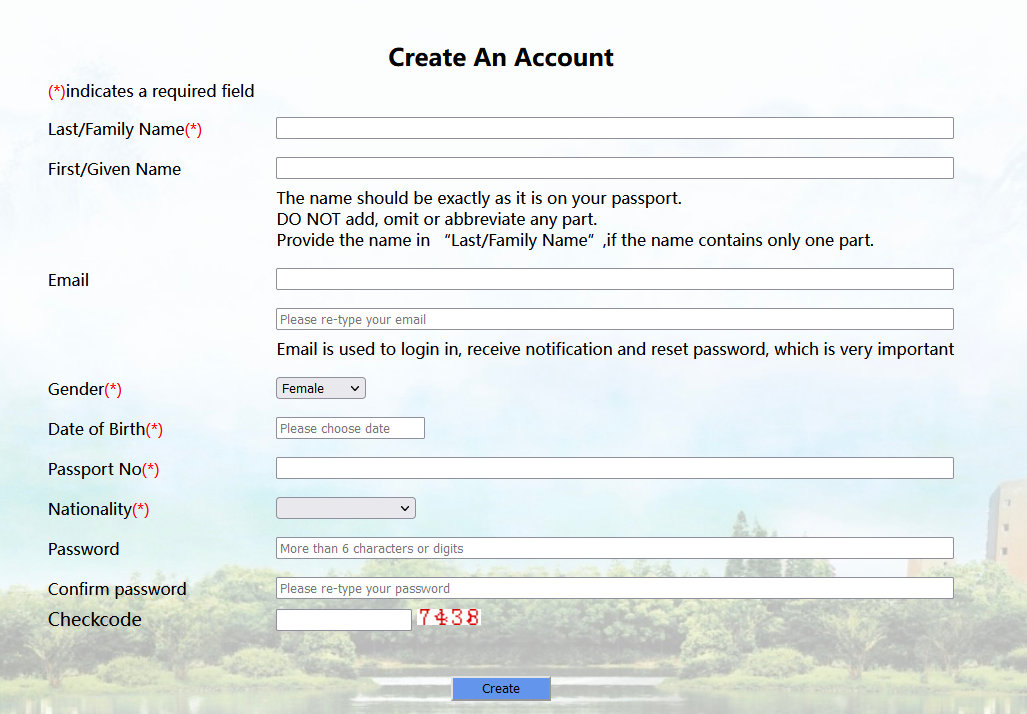 Create An Account
(*)indicates a required field
Last/Family Name(*)
First/Given Name
The name should be exactly as it is on your passport.
DO NOT add, omit or abbreviate any part.
Provide the name in “Last/Family Name“ ,if the name contains only one part.
Email
Please re-type your email
Email is used to login in, receive notification and reset password, which is very important
Gender(*) Female
Date of Birth(*) Please choose date
Passport No(*)
Nationality(*)
Password More than 6 characters or digits
Confirm password Please re-type your password
Checkcode 7438
Create